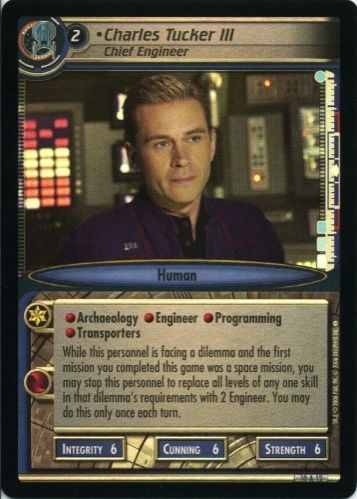 2
•Charles Tucker III
Chief Engineer
Human
Archaeology Engineer Programming
Transporters
While this personnel is facing a dilemma and the first
mission you completed this game was a space mission, you
may stop this personnel to replace all levels of any one skill
in that dilemma's requirements with 2 Engineer. You may
do this only once each turn.
INTEGRITY 6 CUNNING 6 STRENGTH 6